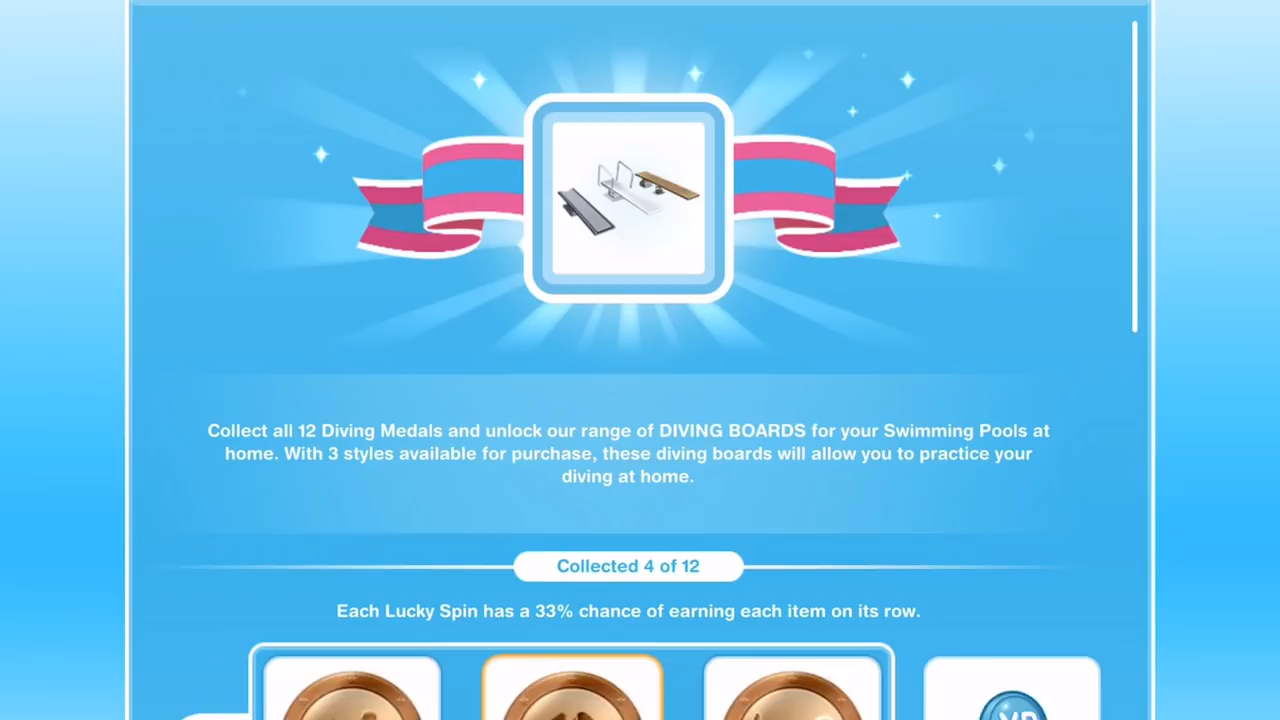 Collect all 12 Diving Medals and unlock our range of DIVING BOARDS for your Swimming Pools at
home. With 3 styles available for purchase, these diving boards will allow you to practice your
diving at home.
Collected 4 of 12
Each Lucky Spin has a 33% chance of earning each item on its row.